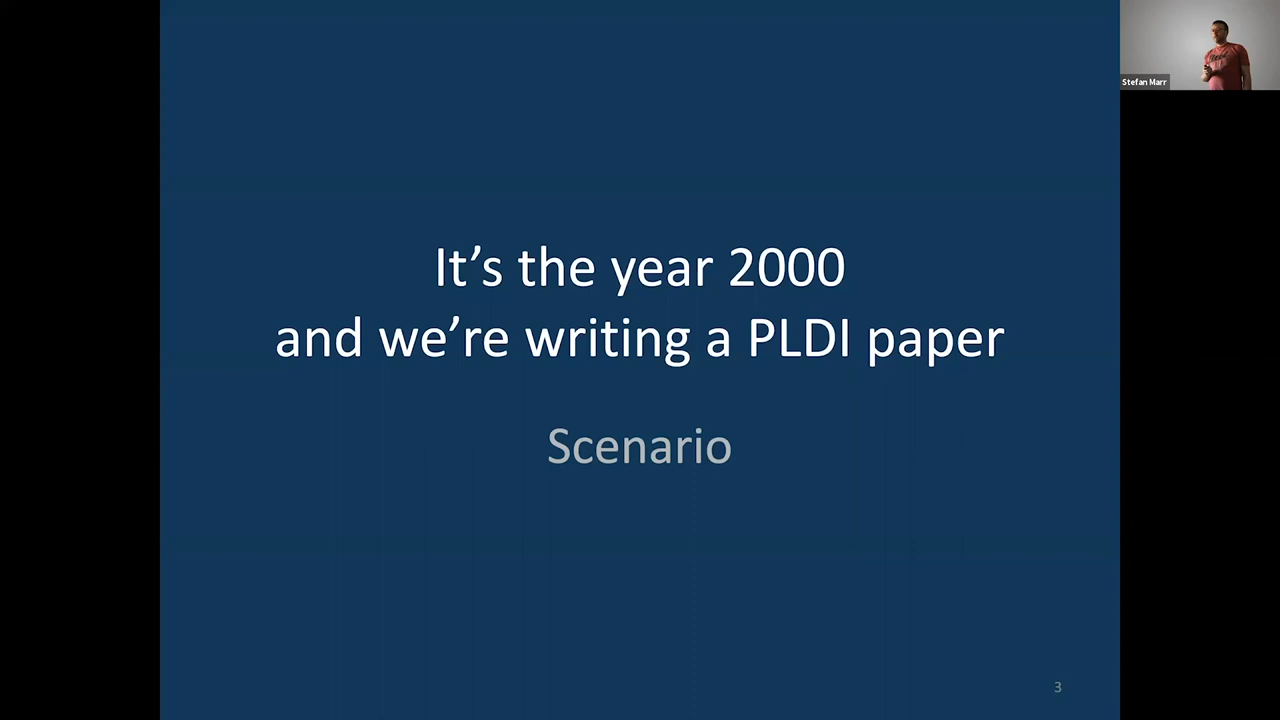 Stefan Marr
It’s the year 2000
and we’re writing a PLDI paper
Scenario
3